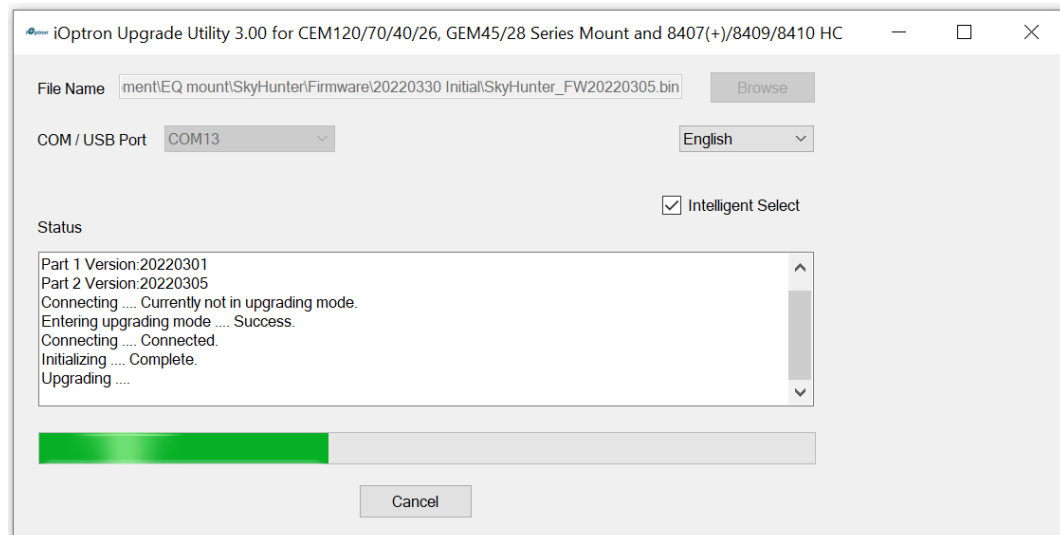 iOptron iOptron Upgrade Utility 3.00 for CEM120/70/40/26, GEM45/28 Series Mount and 8407(+)/8409/8410 HC
File Name ment\EQ mount\SkyHunter\Firmware\20220330 Initial\SkyHunter_FW20220305.bin Browse
COM / USB Port COM13 English
Intelligent Select
Status
Part 1 Version:20220301
Part 2 Version:20220305
Connecting .... Currently not in upgrading mode.
Entering upgrading mode .... Success.
Connecting .... Connected.
Initializing .... Complete.
Upgrading ....
Cancel